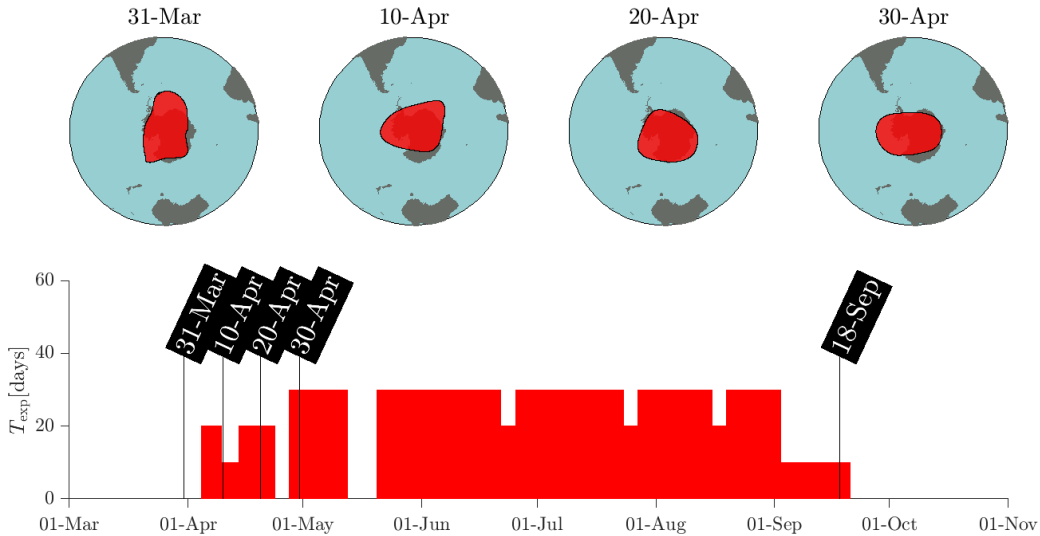 31-Mar 10-Apr 20-Apr 30-Apr
31-Mar 10-Apr 20-Apr 30-Apr 18-Sep
60
40
20
0
T_exp[days]
01-Mar 01-Apr 01-May 01-Jun 01-Jul 01-Aug 01-Sep 01-Oct 01-Nov